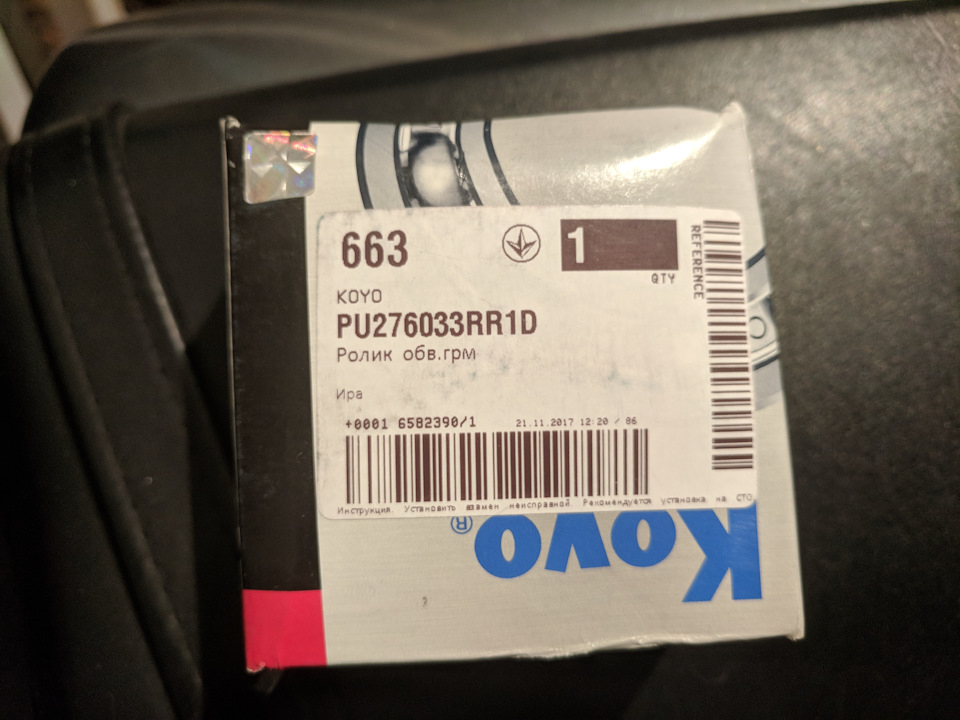 663
1
QTY
REFERENCE
KOYO
PU276033RR1D
Ролик обв.грм
Ира
+0001 6582390/1
21.11.2017 12:20 / 86
Инструкция. Установить взамен неисправной. Рекомендуется установка на СТО
Koyo®